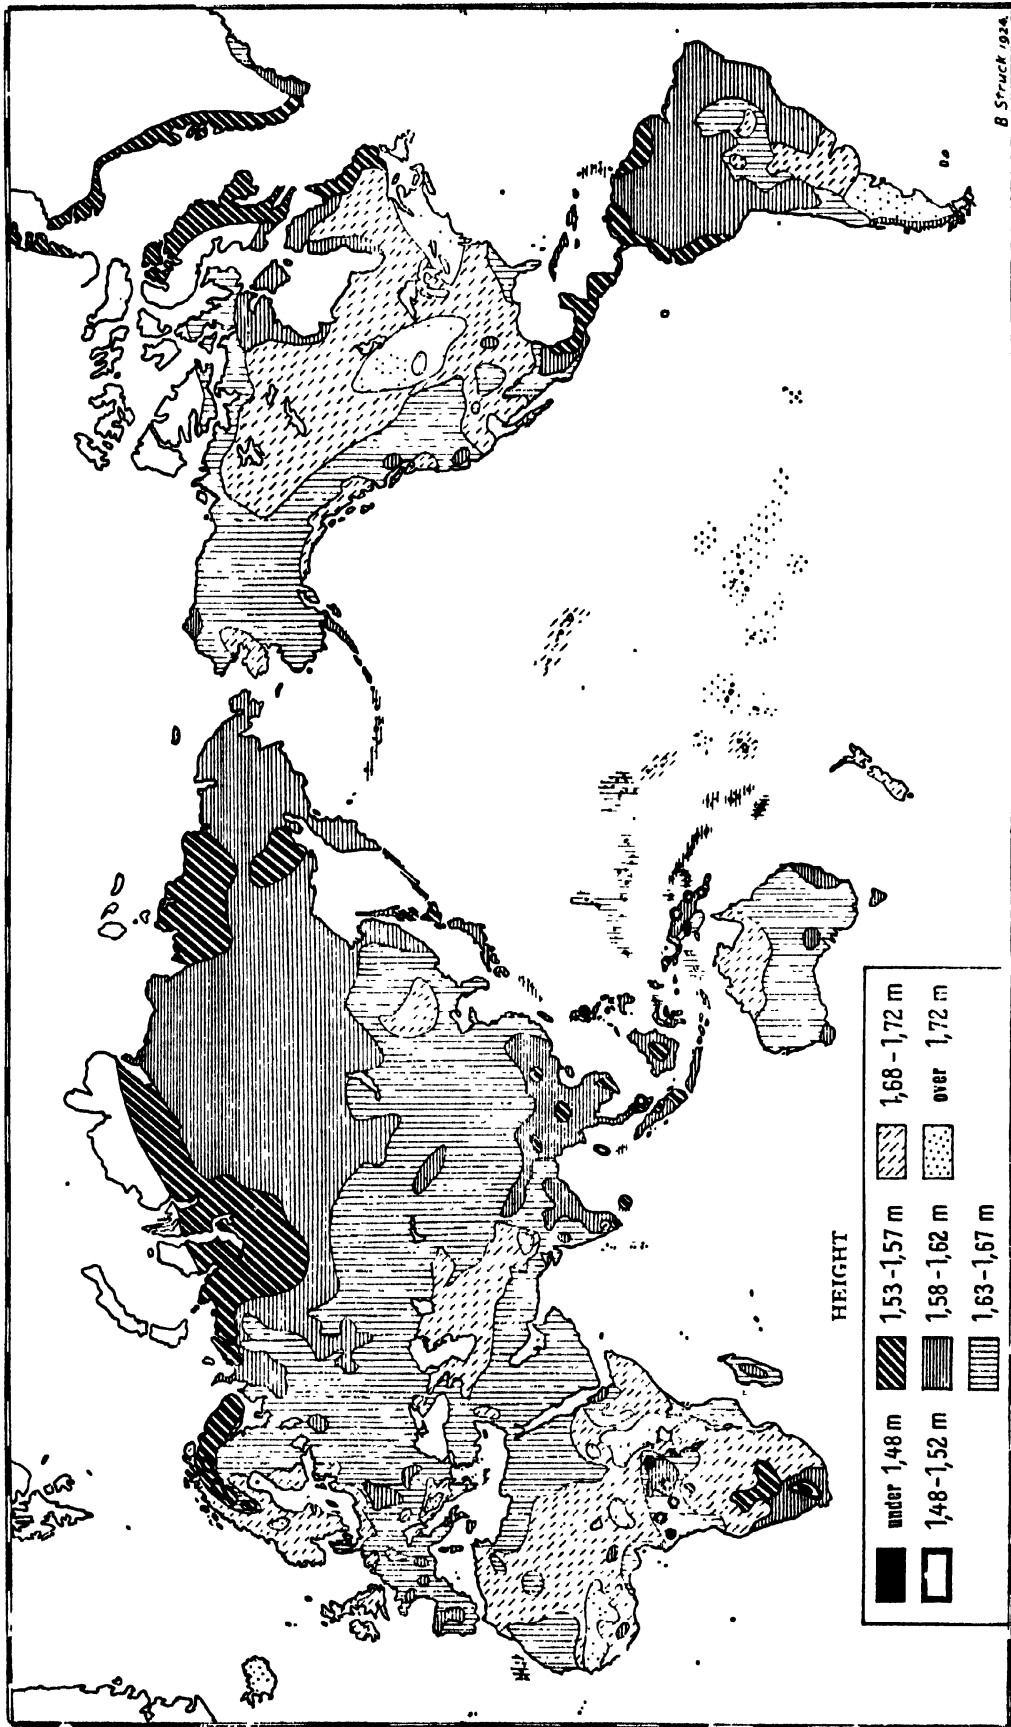 B Struck 1924.
HEIGHT
under 1,48 m
1,48–1,52 m
1,53–1,57 m
1,58–1,62 m
1,63–1,67 m
1,68–1,72 m
over 1,72 m